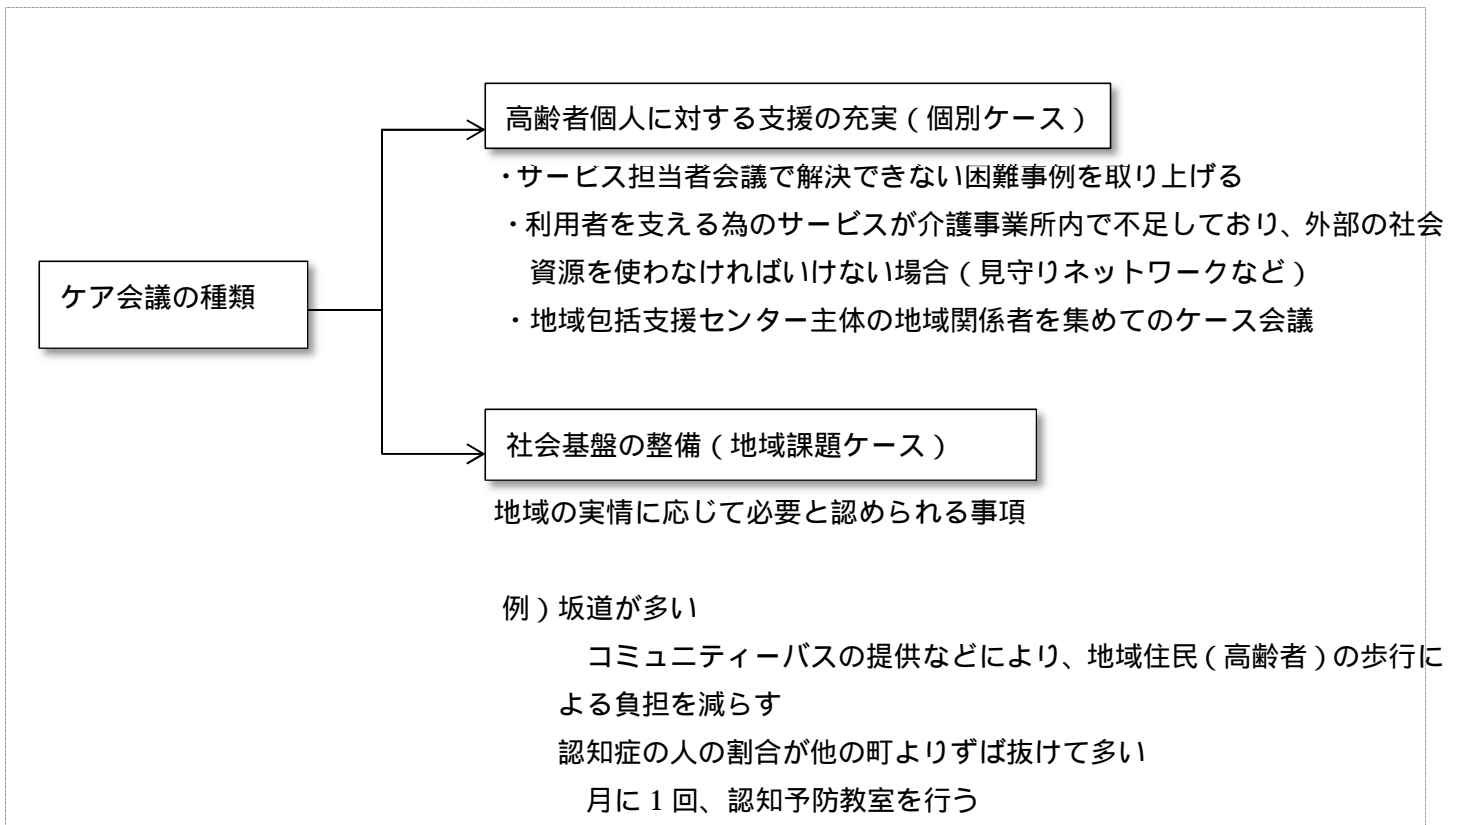 高齢者個人に対する支援の充実(個別ケース)
・サービス担当者会議で解決できない困難事例を取り上げる
・利用者を支える為のサービスが介護事業所内で不足しており、外部の社会
資源を使わなければいけない場合(見守りネットワークなど)
・地域包括支援センター主体の地域関係者を集めてのケース会議
ケア会議の種類
社会基盤の整備(地域課題ケース)
地域の実情に応じて必要と認められる事項
例)坂道が多い
コミュニティーバスの提供などにより、地域住民(高齢者)の歩行に
よる負担を減らす
認知症の人の割合が他の町よりずば抜けて多い
月に1回、認知予防教室を行う